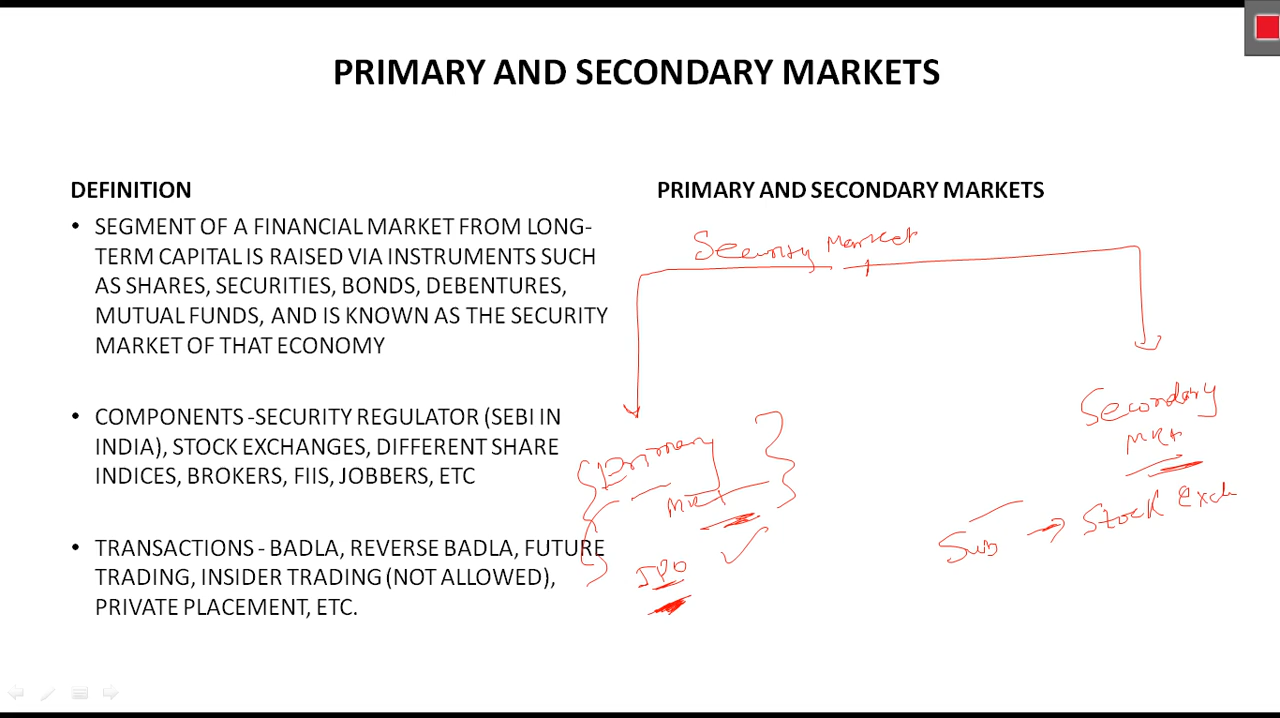 PRIMARY AND SECONDARY MARKETS
DEFINITION
• SEGMENT OF A FINANCIAL MARKET FROM LONG-
TERM CAPITAL IS RAISED VIA INSTRUMENTS SUCH
AS SHARES, SECURITIES, BONDS, DEBENTURES,
MUTUAL FUNDS, AND IS KNOWN AS THE SECURITY
MARKET OF THAT ECONOMY
• COMPONENTS -SECURITY REGULATOR (SEBI IN
INDIA), STOCK EXCHANGES, DIFFERENT SHARE
INDICES, BROKERS, FIIS, JOBBERS, ETC
• TRANSACTIONS - BADLA, REVERSE BADLA, FUTURE
TRADING, INSIDER TRADING (NOT ALLOWED),
PRIVATE PLACEMENT, ETC.
PRIMARY AND SECONDARY MARKETS
Security Market
Primary
Mkt
IPO
Secondary
Mkt
Sub → Stock Exch